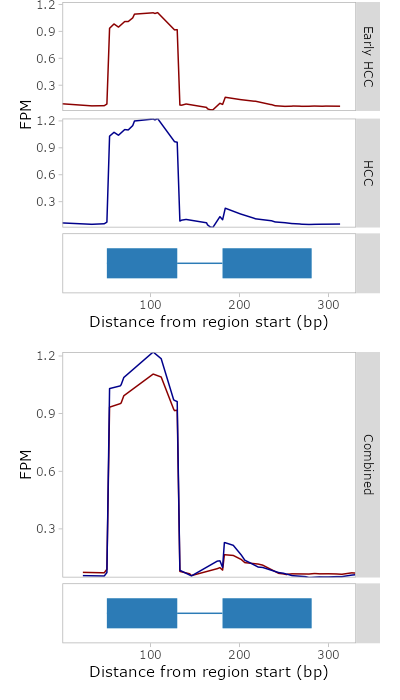 1.2
0.9
0.6
0.3
Early HCC
FPM
1.2
0.9
0.6
0.3
HCC
100 200 300
Distance from region start (bp)
1.2
0.9
0.6
0.3
FPM
Combined
100 200 300
Distance from region start (bp)